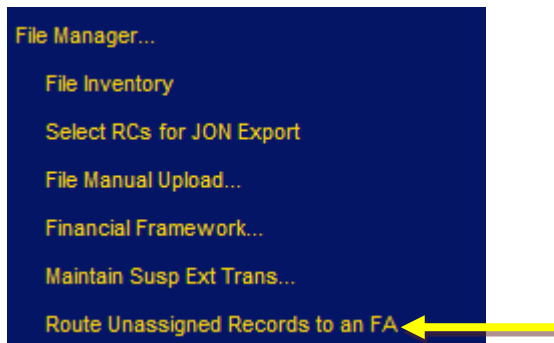 File Manager...
File Inventory
Select RCs for JON Export
File Manual Upload...
Financial Framework...
Maintain Susp Ext Trans...
Route Unassigned Records to an FA